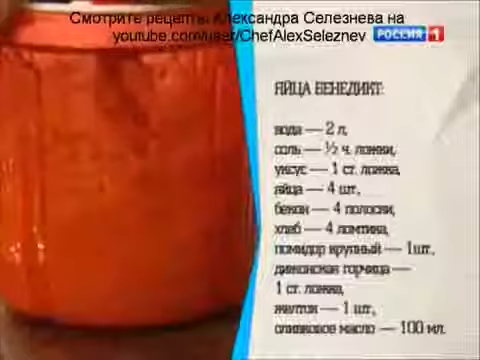 Смотрите рецепты Александра Селезнева на
youtube.com/user/ChefAlexSeleznev
РОССИЯ 1
ЯЙЦА БЕНЕДИКТ:
вода — 2 л,
соль — ½ ч. ложки,
уксус — 1 ст. ложка,
яйца — 4 шт,
бекон — 4 полоски,
хлеб — 4 ломтика,
помидор крупный — 1шт,
дижонская горчица —
1 ст. ложка,
желток — 1 шт,
оливковое масло — 100 мл.